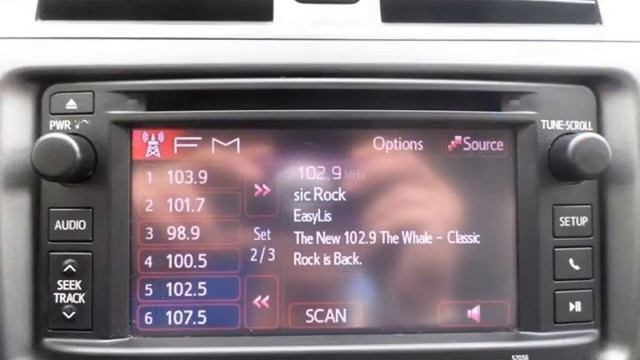 PWR
TUNE•SCROLL
FM
Options
Source
1 103.9
2 101.7
3 98.9
4 100.5
5 102.5
6 107.5
Set
2/3
102.9 MHz
sic Rock
EasyLis
The New 102.9 The Whale - Classic
Rock is Back.
SCAN
AUDIO
SEEK
TRACK
SETUP
52056